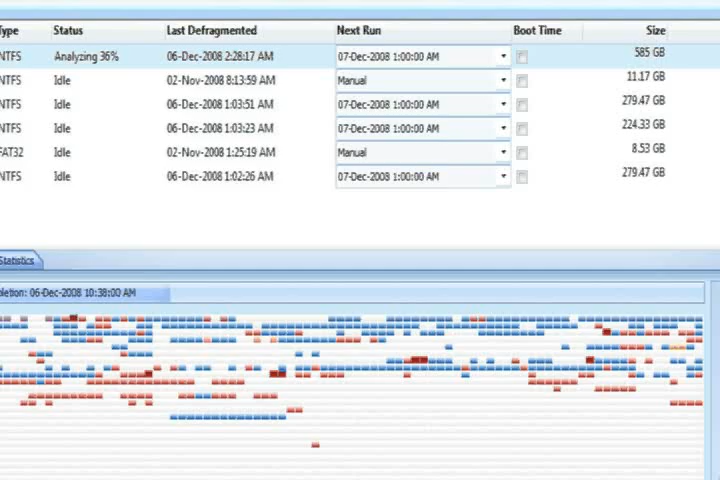 Type Status Last Defragmented Next Run Boot Time Size
NTFS Analyzing 36% 06-Dec-2008 2:28:17 AM 07-Dec-2008 1:00:00 AM 585 GB
NTFS Idle 02-Nov-2008 8:13:59 AM Manual 11.17 GB
NTFS Idle 06-Dec-2008 1:03:51 AM 07-Dec-2008 1:00:00 AM 279.47 GB
NTFS Idle 06-Dec-2008 1:03:23 AM 07-Dec-2008 1:00:00 AM 224.33 GB
FAT32 Idle 02-Nov-2008 1:25:19 AM Manual 8.53 GB
NTFS Idle 06-Dec-2008 1:02:26 AM 07-Dec-2008 1:00:00 AM 279.47 GB
Statistics
pletion: 06-Dec-2008 10:38:00 AM